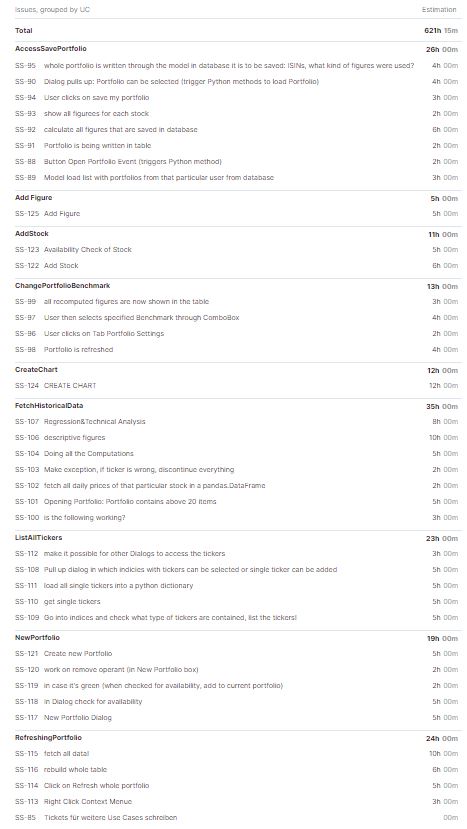 Issues, grouped by UC Estimation
Total 621h 15m
AccessSavePortfolio 26h 00m
SS-95 whole portfolio is written through the model in database it is to be saved: ISINs, what kind of figures were used? 4h 00m
SS-90 Dialog pulls up: Portfolio can be selected (trigger Python methods to load Portfolio) 4h 00m
SS-94 User clicks on save my portfolio 3h 00m
SS-93 show all figurees for each stock 2h 00m
SS-92 calculate all figures that are saved in database 6h 00m
SS-91 Portfolio is being written in table 2h 00m
SS-88 Button Open Portfolio Event (triggers Python method) 2h 00m
SS-89 Model load list with portfolios from that particular user from database 3h 00m
Add Figure 5h 00m
SS-125 Add Figure 5h 00m
AddStock 11h 00m
SS-123 Availability Check of Stock 5h 00m
SS-122 Add Stock 6h 00m
ChangePortfolioBenchmark 13h 00m
SS-99 all recomputed figures are now shown in the table 3h 00m
SS-97 User then selects specified Benchmark through ComboBox 4h 00m
SS-96 User clicks on Tab Portfolio Settings 2h 00m
SS-98 Portfolio is refreshed 4h 00m
CreateChart 12h 00m
SS-124 CREATE CHART 12h 00m
FetchHistoricalData 35h 00m
SS-107 Regression&Technical Analysis 8h 00m
SS-106 descriptive figures 10h 00m
SS-104 Doing all the Computations 5h 00m
SS-103 Make exception, if ticker is wrong, discontinue everything 2h 00m
SS-102 fetch all daily prices of that particular stock in a pandas.DataFrame 2h 00m
SS-101 Opening Portfolio: Portfolio contains above 20 items 5h 00m
SS-100 is the following working? 3h 00m
ListAllTickers 23h 00m
SS-112 make it possible for other Dialogs to access the tickers 3h 00m
SS-108 Pull up dialog in which indicies with tickers can be selected or single ticker can be added 5h 00m
SS-111 load all single tickers into a python dictionary 5h 00m
SS-110 get single tickers 5h 00m
SS-109 Go into indices and check what type of tickers are contained, list the tickers! 5h 00m
NewPortfolio 19h 00m
SS-121 Create new Portfolio 5h 00m
SS-120 work on remove operant (in New Portfolio box) 2h 00m
SS-119 in case it's green (when checked for availability, add to current portfolio) 2h 00m
SS-118 in Dialog check for availability 5h 00m
SS-117 New Portfolio Dialog 5h 00m
RefreshingPortfolio 24h 00m
SS-115 fetch all data! 10h 00m
SS-116 rebuild whole table 6h 00m
SS-114 Click on Refresh whole portfolio 5h 00m
SS-113 Right Click Context Menue 3h 00m
SS-85 Tickets für weitere Use Cases schreiben 00m